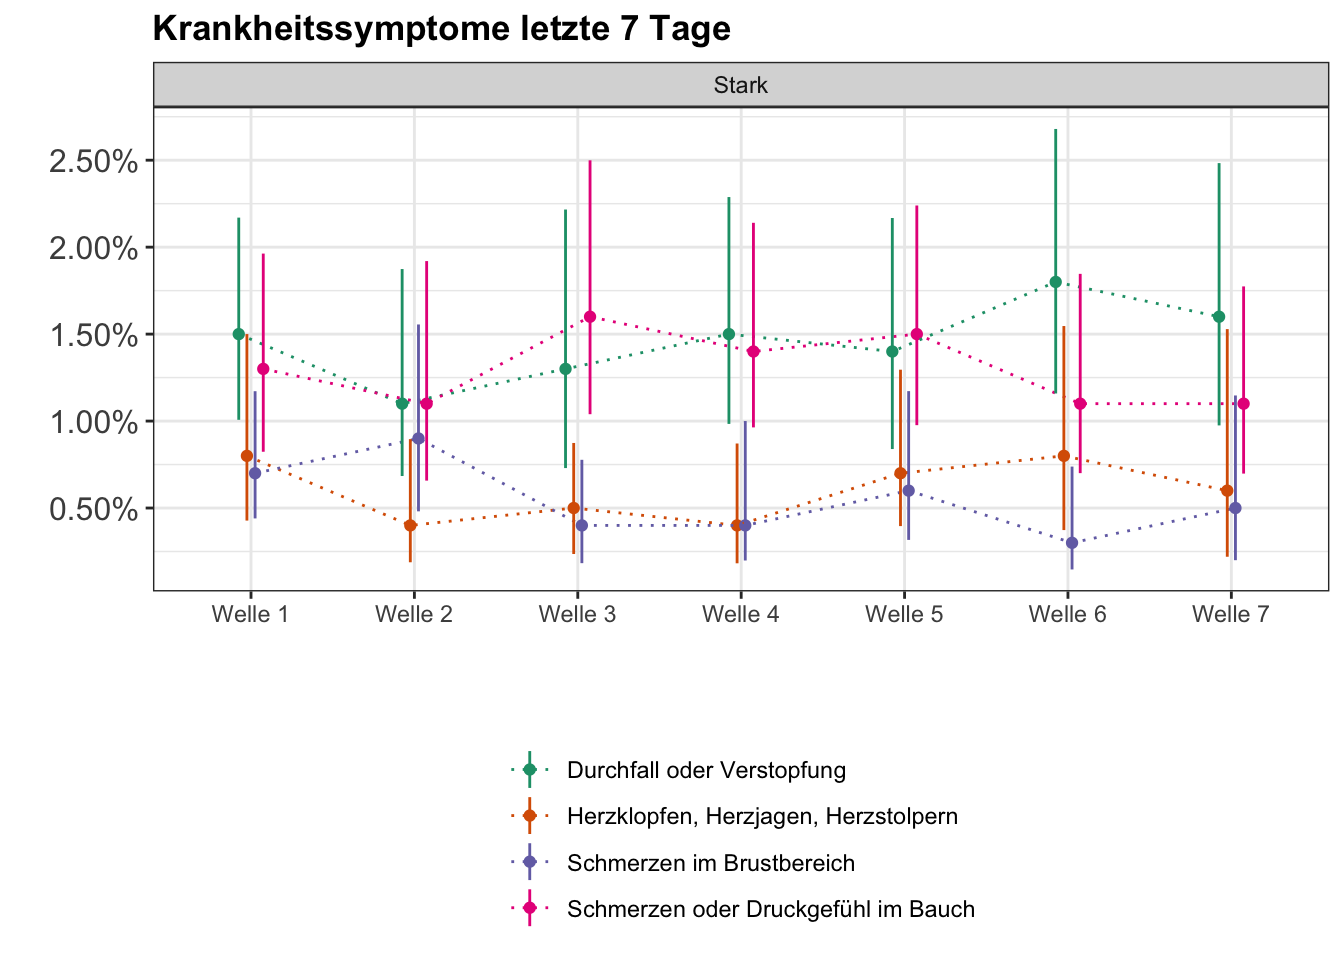 Krankheitssymptome letzte 7 Tage
Stark
2.50%
2.00%
1.50%
1.00%
0.50%
Welle 1 Welle 2 Welle 3 Welle 4 Welle 5 Welle 6 Welle 7
Durchfall oder Verstopfung
Herzklopfen, Herzjagen, Herzstolpern
Schmerzen im Brustbereich
Schmerzen oder Druckgefühl im Bauch